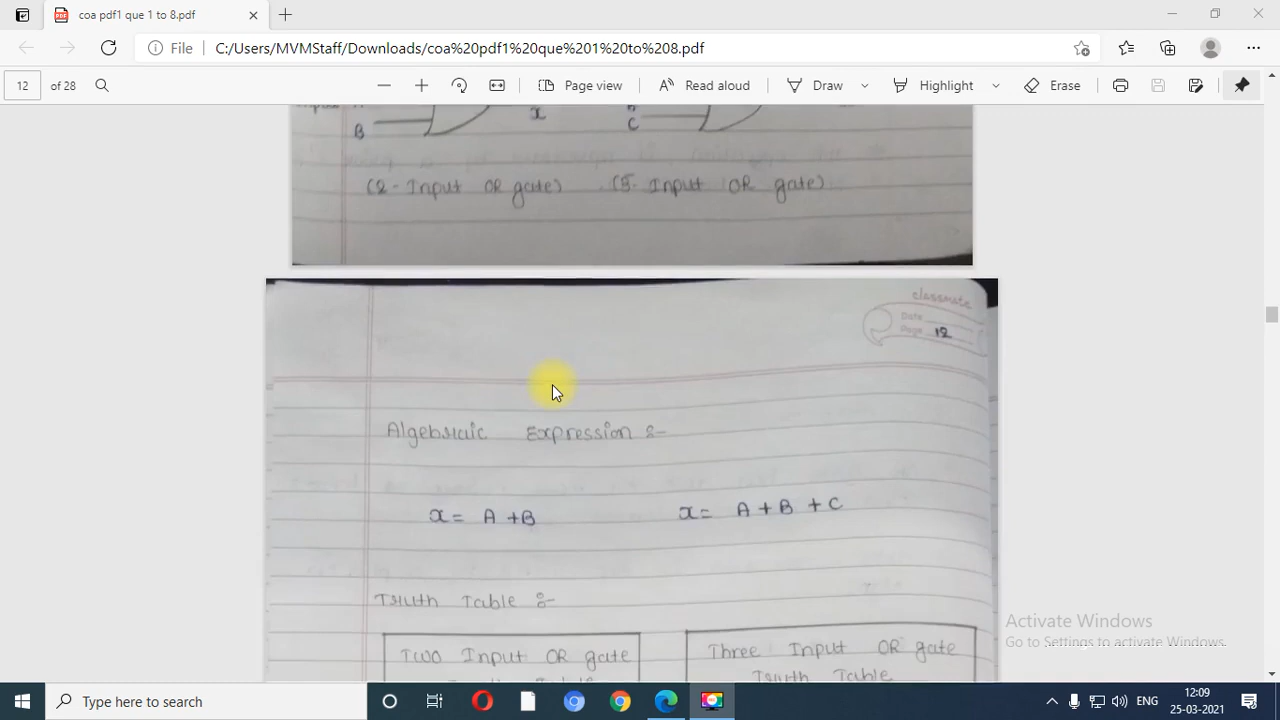 coa pdf1 que 1 to 8.pdf
File C:/Users/MVMStaff/Downloads/coa%20pdf1%20que%201%20to%208.pdf
12 of 28 Page view Read aloud Draw Highlight Erase
x
B
B
C
(2- Input OR gate) (3- Input OR gate)
classmate
Date
Page 12
Algebraic Expression :-
x = A + B x = A + B + C
Truth Table :-
Two Input OR gate
Three Input OR gate
Truth Table
Activate Windows
Go to Settings to activate Windows.
Type here to search
ENG
12:09
25-03-2021